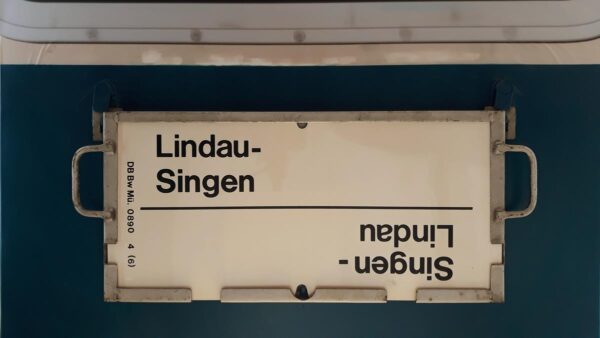 Lindau-
Singen
DB Bw Mü. 0890 4 (6)
Singen-
Lindau